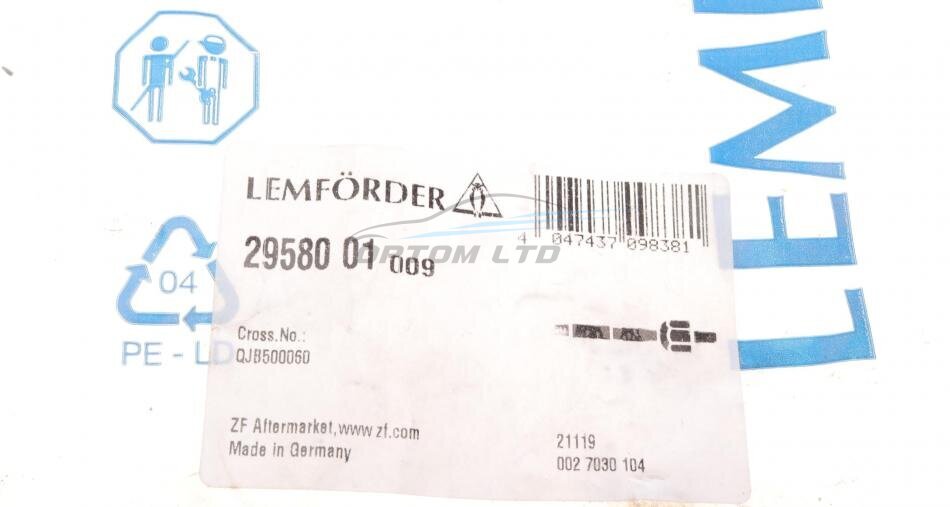 LEMFÖRDER
4 047437 098381
29580 01 009
ORTOM LTD
Cross.No.:
QJB500060
ZF Aftermarket,www.zf.com
Made in Germany
21119
002 7030 104
04
PE - LD
LEMF